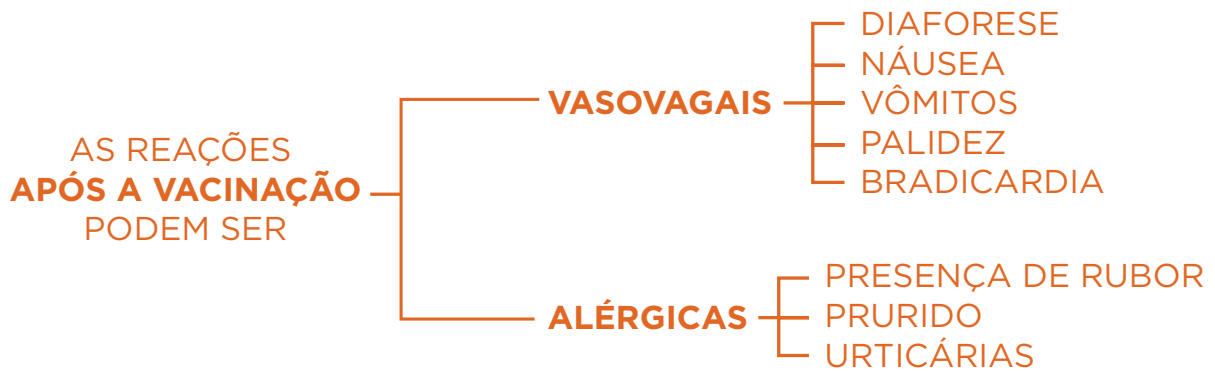 AS REAÇÕES
APÓS A VACINAÇÃO
PODEM SER
VASOVAGAIS
DIAFORESE
NÁUSEA
VÔMITOS
PALIDEZ
BRADICARDIA
ALÉRGICAS
PRESENÇA DE RUBOR
PRURIDO
URTICÁRIAS